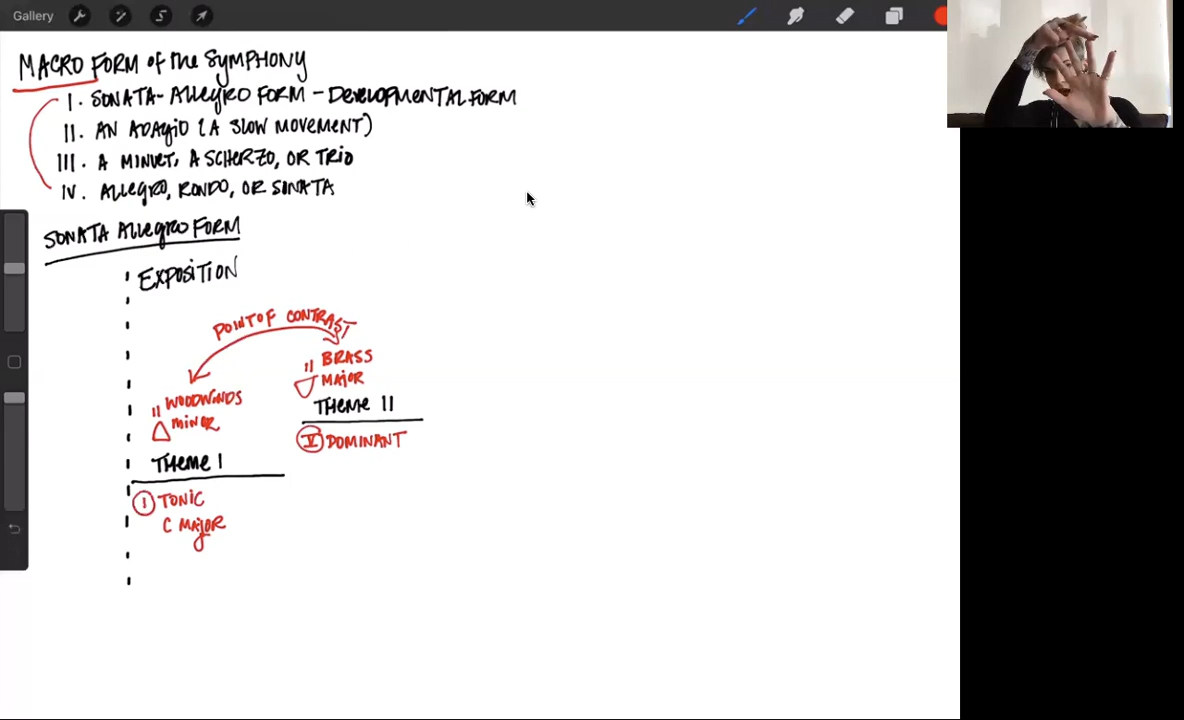 Gallery
MACRO FORM of the SYMPHONY
I. SONATA-Allegro FORM - DeveloPMENTAL FORM
II. AN ADAGIO (A SLOW MOVEMENT)
III. A MINUET, A SCHERZO, OR TRIO
IV. Allegro, RONDO, OR SONATA
SONATA Allegro FORM
EXPOSITION
POINT OF CONTRAST
BRASS
MAJOR
WOODWINDS
MINOR
THEME II
V DOMINANT
THEME I
I TONIC
C MAJOR